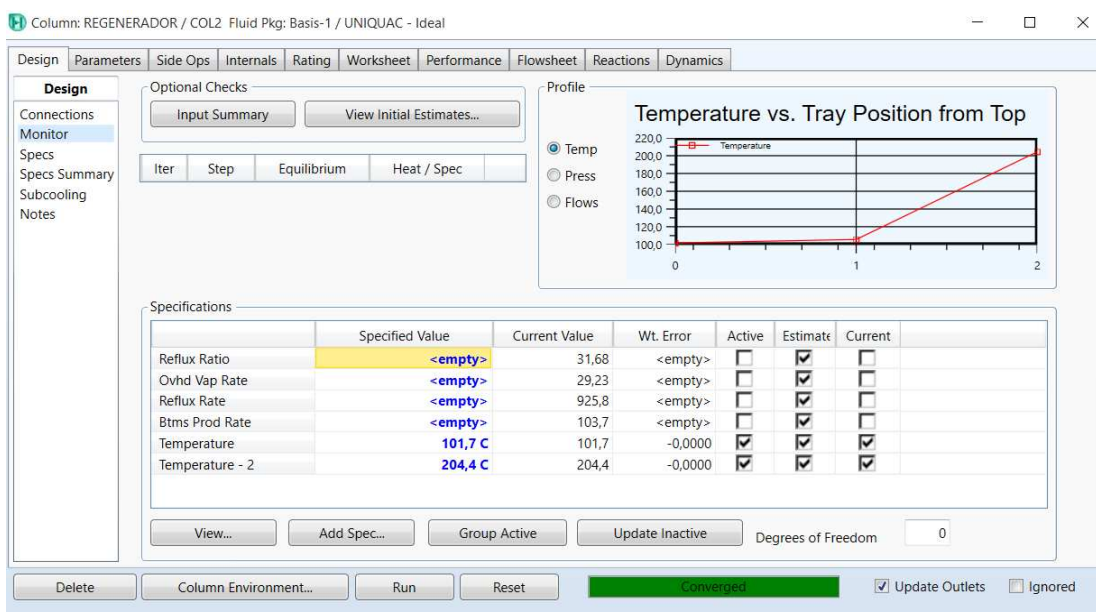 Column: REGENERADOR / COL2 Fluid Pkg: Basis-1 / UNIQUAC - Ideal
Design Parameters Side Ops Internals Rating Worksheet Performance Flowsheet Reactions Dynamics
Design
Connections
Monitor
Specs
Specs Summary
Subcooling
Notes
Optional Checks
Input Summary View Initial Estimates...
Iter Step Equilibrium Heat / Spec
Profile
Temp
Press
Flows
Temperature vs. Tray Position from Top
Temperature
220,0
200,0
180,0
160,0
140,0
120,0
100,0
0 1 2
Specifications
Specified Value Current Value Wt. Error Active Estimate Current
Reflux Ratio <empty> 31,68 <empty>
Ovhd Vap Rate <empty> 29,23 <empty>
Reflux Rate <empty> 925,8 <empty>
Btms Prod Rate <empty> 103,7 <empty>
Temperature 101,7 C 101,7 -0,0000
Temperature - 2 204,4 C 204,4 -0,0000
View... Add Spec... Group Active Update Inactive Degrees of Freedom 0
Delete Column Environment... Run Reset Converged Update Outlets Ignored